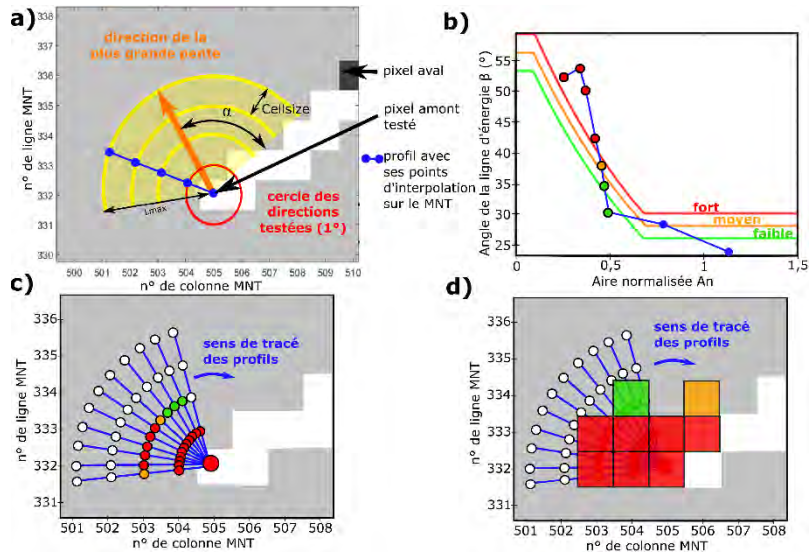 a)
338
337
336
335
334
333
332
331
330
n° de ligne MNT
direction de la
plus grande pente
α
Cellsize
Lmax
pixel aval
pixel amont
testé
profil avec
ses points
d'interpolation
sur le MNT
cercle des
directions
testées (1°)
500 501 502 503 504 505 506 507 508 509 510
n° de colonne MNT
b)
Angle de la ligne d'énergie β (°)
55
50
45
40
35
30
25
fort
moyen
faible
0 0,5 1 1,5
Aire normalisée An
c)
336
335
334
333
332
331
n° de ligne MNT
sens de tracé
des profils
501 502 503 504 505 506 507 508
n° de colonne MNT
d)
336
335
334
333
332
331
n° de ligne MNT
sens de tracé
des profils
501 502 503 504 505 506 507 508
n° de colonne MNT